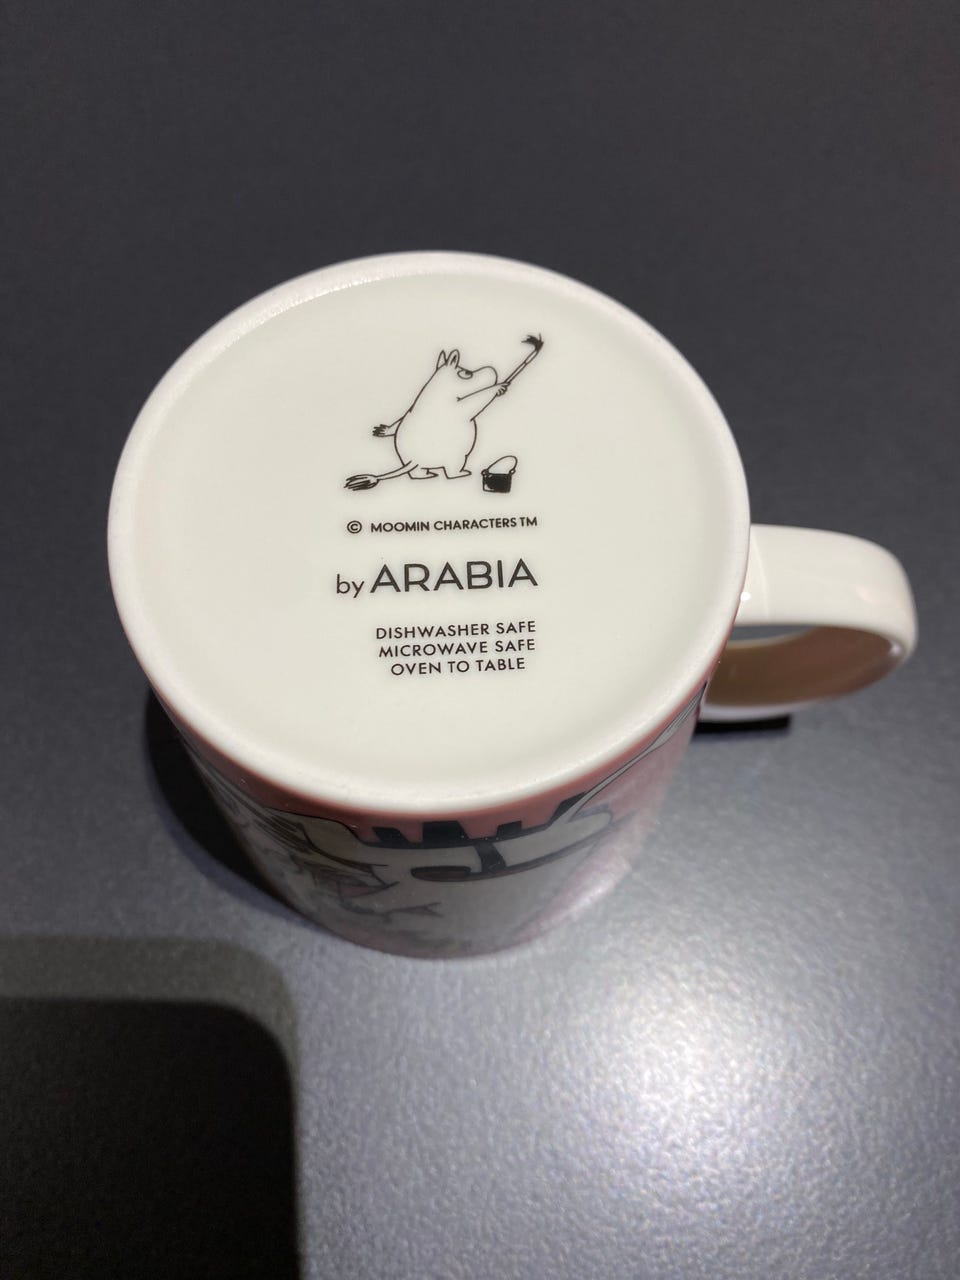 © MOOMIN CHARACTERS TM
by ARABIA
DISHWASHER SAFE
MICROWAVE SAFE
OVEN TO TABLE